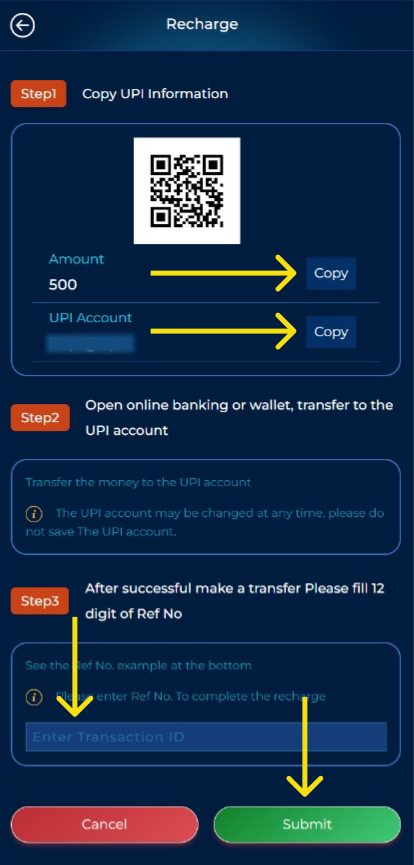 Recharge
Step1 Copy UPI Information
Amount
500
Copy
UPI Account
Copy
Step2 Open online banking or wallet, transfer to the
UPI account
Transfer the money to the UPI account
The UPI account may be changed at any time, please do
not save The UPI account.
Step3 After successful make a transfer Please fill 12
digit of Ref No
See the Ref No. example at the bottom
Please enter Ref No. To complete the recharge
Enter Transaction ID
Cancel
Submit